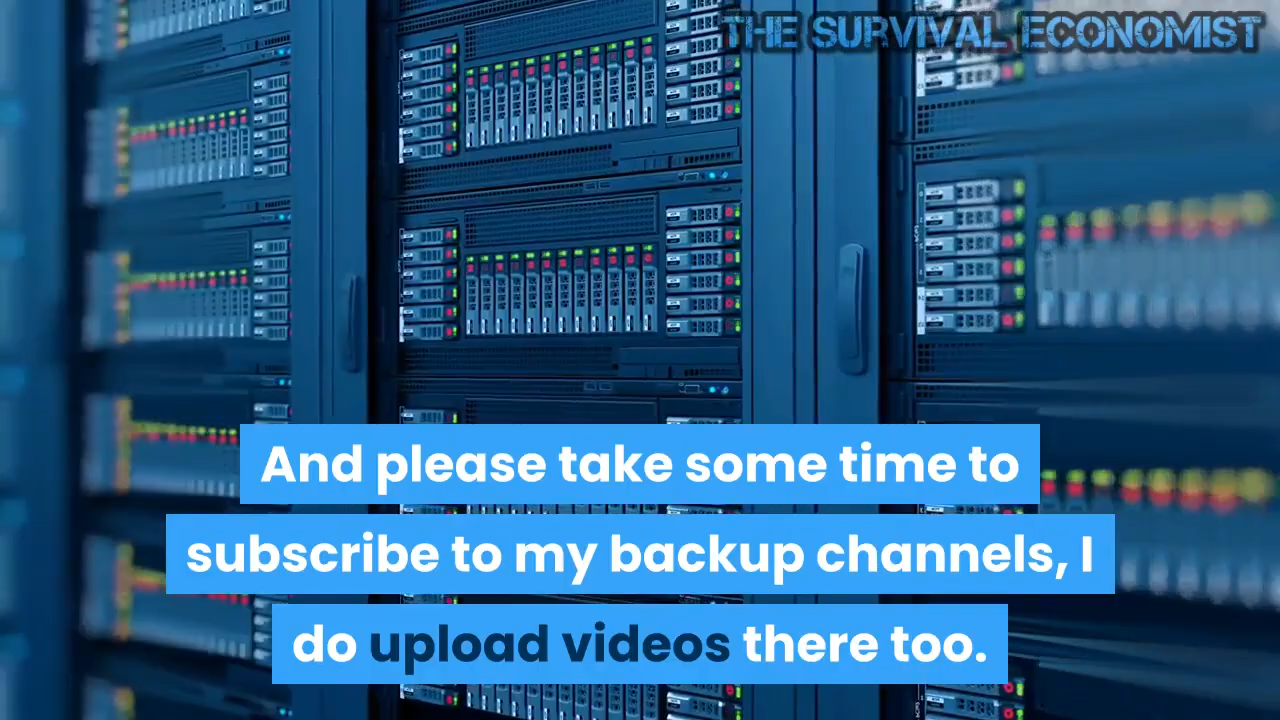 THE SURVIVAL ECONOMIST
And please take some time to
subscribe to my backup channels, I
do upload videos there too.